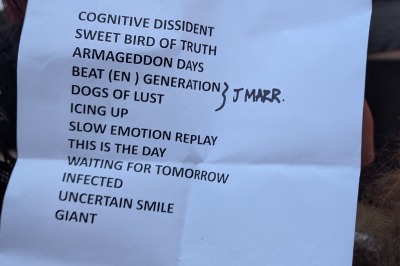 COGNITIVE DISSIDENT
SWEET BIRD OF TRUTH
ARMAGEDDON DAYS
BEAT (EN ) GENERATION
DOGS OF LUST
} J MARR.
ICING UP
SLOW EMOTION REPLAY
THIS IS THE DAY
WAITING FOR TOMORROW
INFECTED
UNCERTAIN SMILE
GIANT